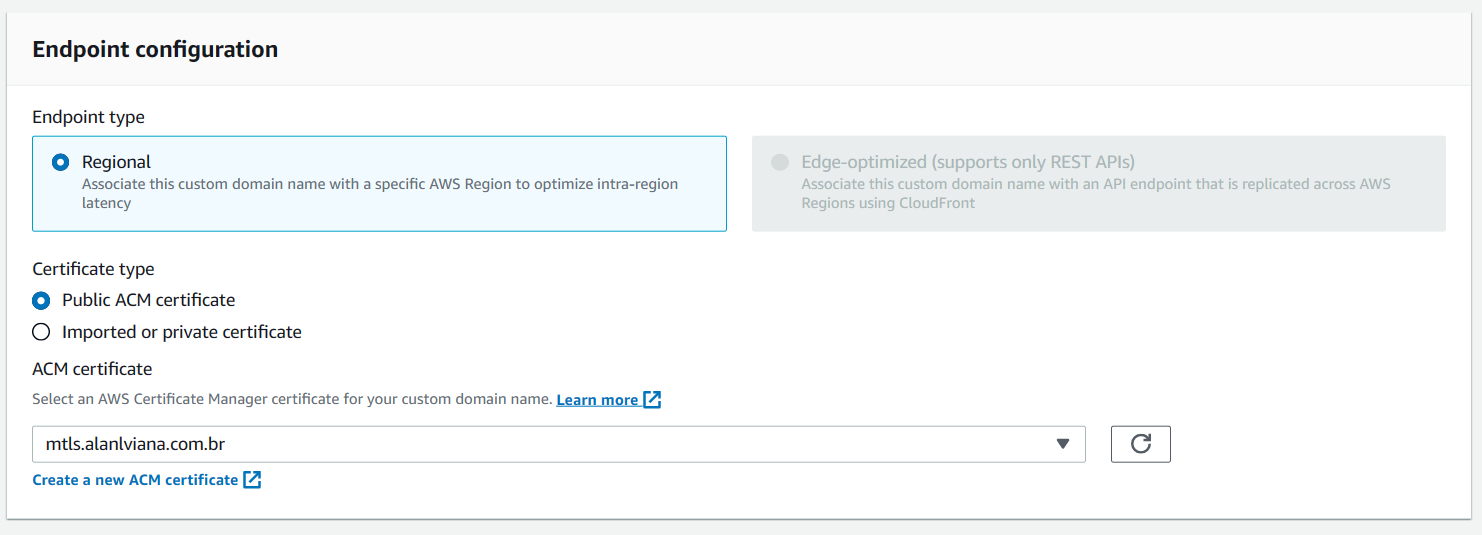 Endpoint configuration
Endpoint type
Regional
Associate this custom domain name with a specific AWS Region to optimize intra-region
latency
Edge-optimized (supports only REST APIs)
Associate this custom domain name with an API endpoint that is replicated across AWS
Regions using CloudFront
Certificate type
Public ACM certificate
Imported or private certificate
ACM certificate
Select an AWS Certificate Manager certificate for your custom domain name. Learn more
mtls.alanlviana.com.br
Create a new ACM certificate